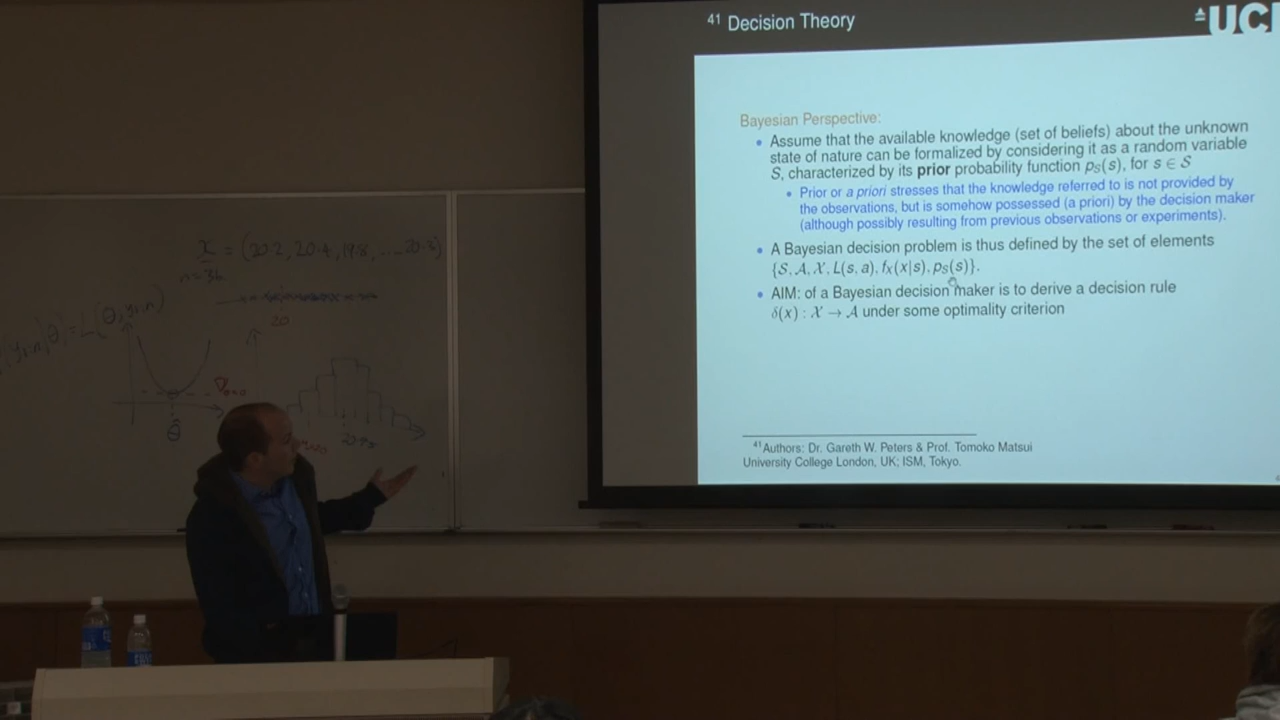 41 Decision Theory
UCL
Bayesian Perspective:
• Assume that the available knowledge (set of beliefs) about the unknown
state of nature can be formalized by considering it as a random variable
S, characterized by its prior probability function p_S(s), for s ∈ 𝒮
• Prior or a priori stresses that the knowledge referred to is not provided by
the observations, but is somehow possessed (a priori) by the decision maker
(although possibly resulting from previous observations or experiments).
• A Bayesian decision problem is thus defined by the set of elements
{𝒮, 𝒜, 𝒳, L(s, a), f_X(x|s), p_S(s)}.
• AIM: of a Bayesian decision maker is to derive a decision rule
δ(x) : 𝒳 → 𝒜 under some optimality criterion
41 Authors: Dr. Gareth W. Peters & Prof. Tomoko Matsui
University College London, UK; ISM, Tokyo.
x = (20.2, 20.4, 19.8, ... 20.3)
n=36
20
θ) = L(θ, y1:n)
θ̂